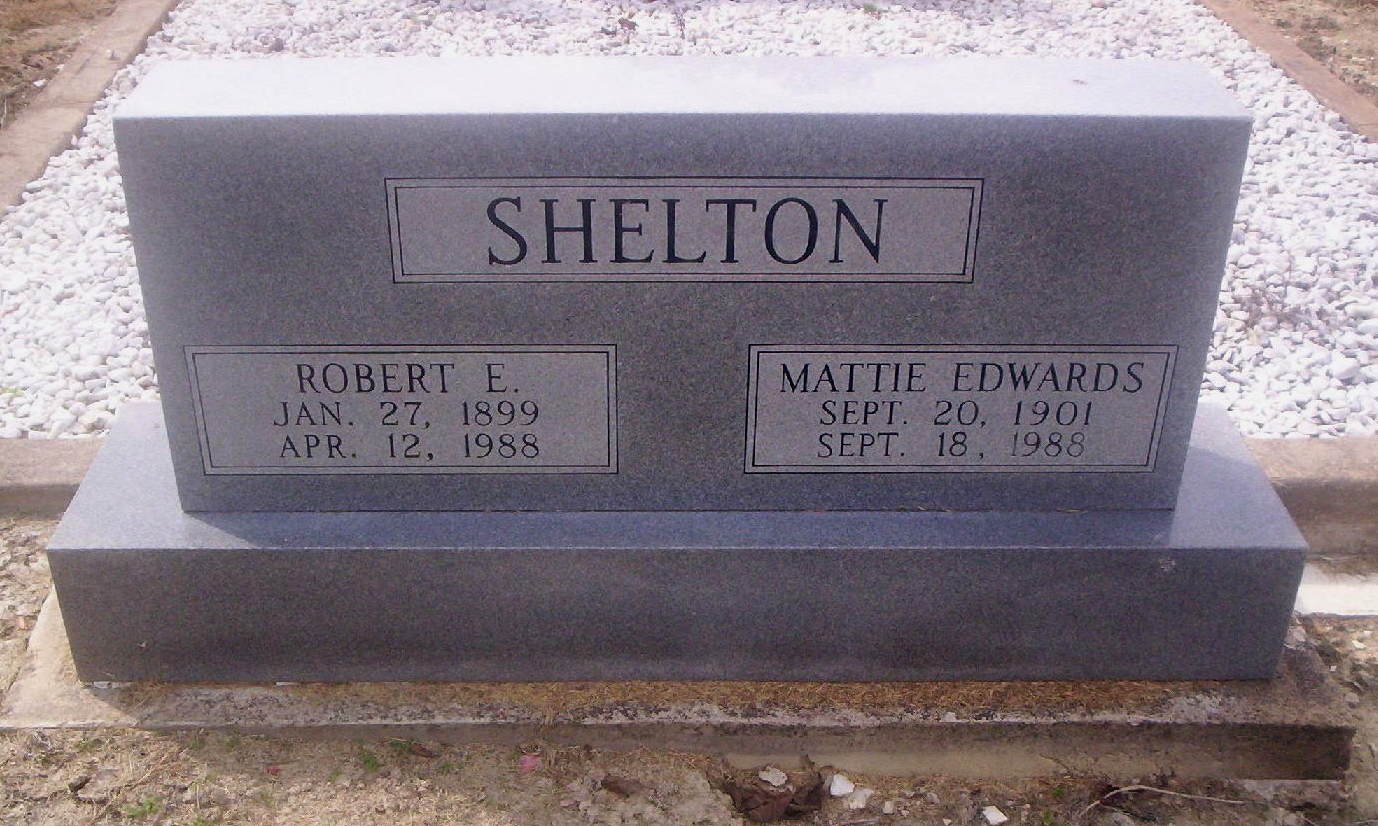 SHELTON
ROBERT E.
JAN. 27, 1899
APR. 12, 1988
MATTIE EDWARDS
SEPT. 20, 1901
SEPT. 18, 1988